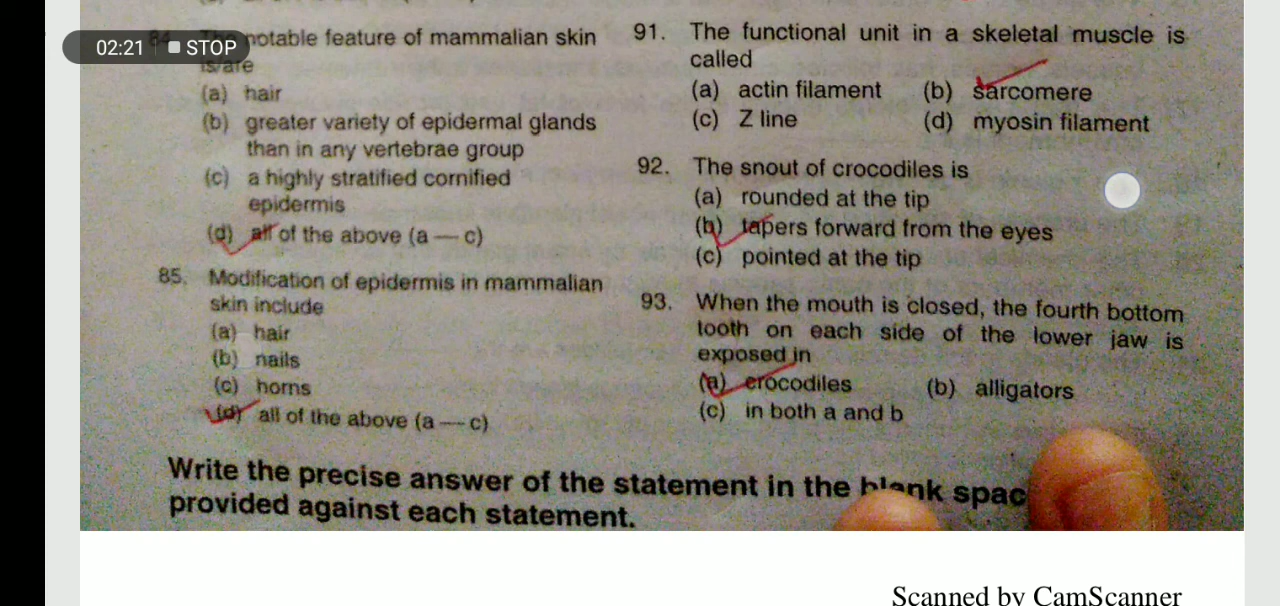 02:21 STOP
84. The notable feature of mammalian skin
is/are
(a) hair
(b) greater variety of epidermal glands
than in any vertebrae group
(c) a highly stratified cornified
epidermis
(d) all of the above (a — c)
85. Modification of epidermis in mammalian
skin include
(a) hair
(b) nails
(c) horns
(d) all of the above (a — c)
91. The functional unit in a skeletal muscle is
called
(a) actin filament (b) sarcomere
(c) Z line (d) myosin filament
92. The snout of crocodiles is
(a) rounded at the tip
(b) tapers forward from the eyes
(c) pointed at the tip
93. When the mouth is closed, the fourth bottom
tooth on each side of the lower jaw is
exposed in
(a) crocodiles (b) alligators
(c) in both a and b
Write the precise answer of the statement in the blank spac
provided against each statement.
Scanned by CamScanner